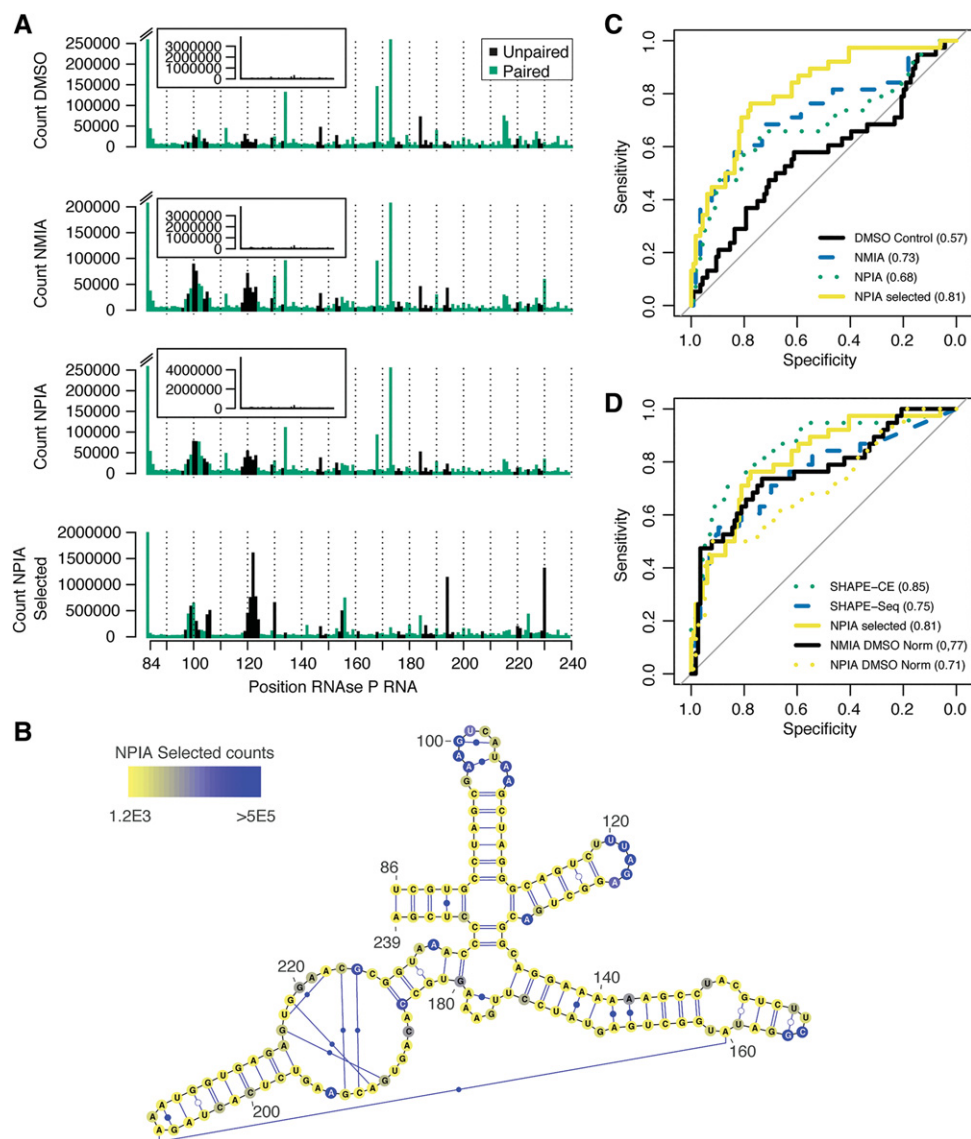 A
Count DMSO
250000
200000
150000
100000
50000
0
3000000
2000000
1000000
0
Unpaired
Paired
Count NMIA
200000
150000
100000
50000
0
3000000
2000000
1000000
0
Count NPIA
250000
200000
150000
100000
50000
0
4000000
2000000
0
Count NPIA
Selected
2000000
1500000
1000000
500000
0
84 100 120 140 160 180 200 220 240
Position RNAse P RNA
C
Sensitivity
1.0
0.8
0.6
0.4
0.2
0.0
DMSO Control (0.57)
NMIA (0.73)
NPIA (0.68)
NPIA selected (0.81)
1.0 0.8 0.6 0.4 0.2 0.0
Specificity
D
Sensitivity
1.0
0.8
0.6
0.4
0.2
0.0
SHAPE-CE (0.85)
SHAPE-Seq (0.75)
NPIA selected (0.81)
NMIA DMSO Norm (0,77)
NPIA DMSO Norm (0.71)
1.0 0.8 0.6 0.4 0.2 0.0
Specificity
B
NPIA Selected counts
1.2E3 >5E5
100
120
86
239
220
180
140
160
200